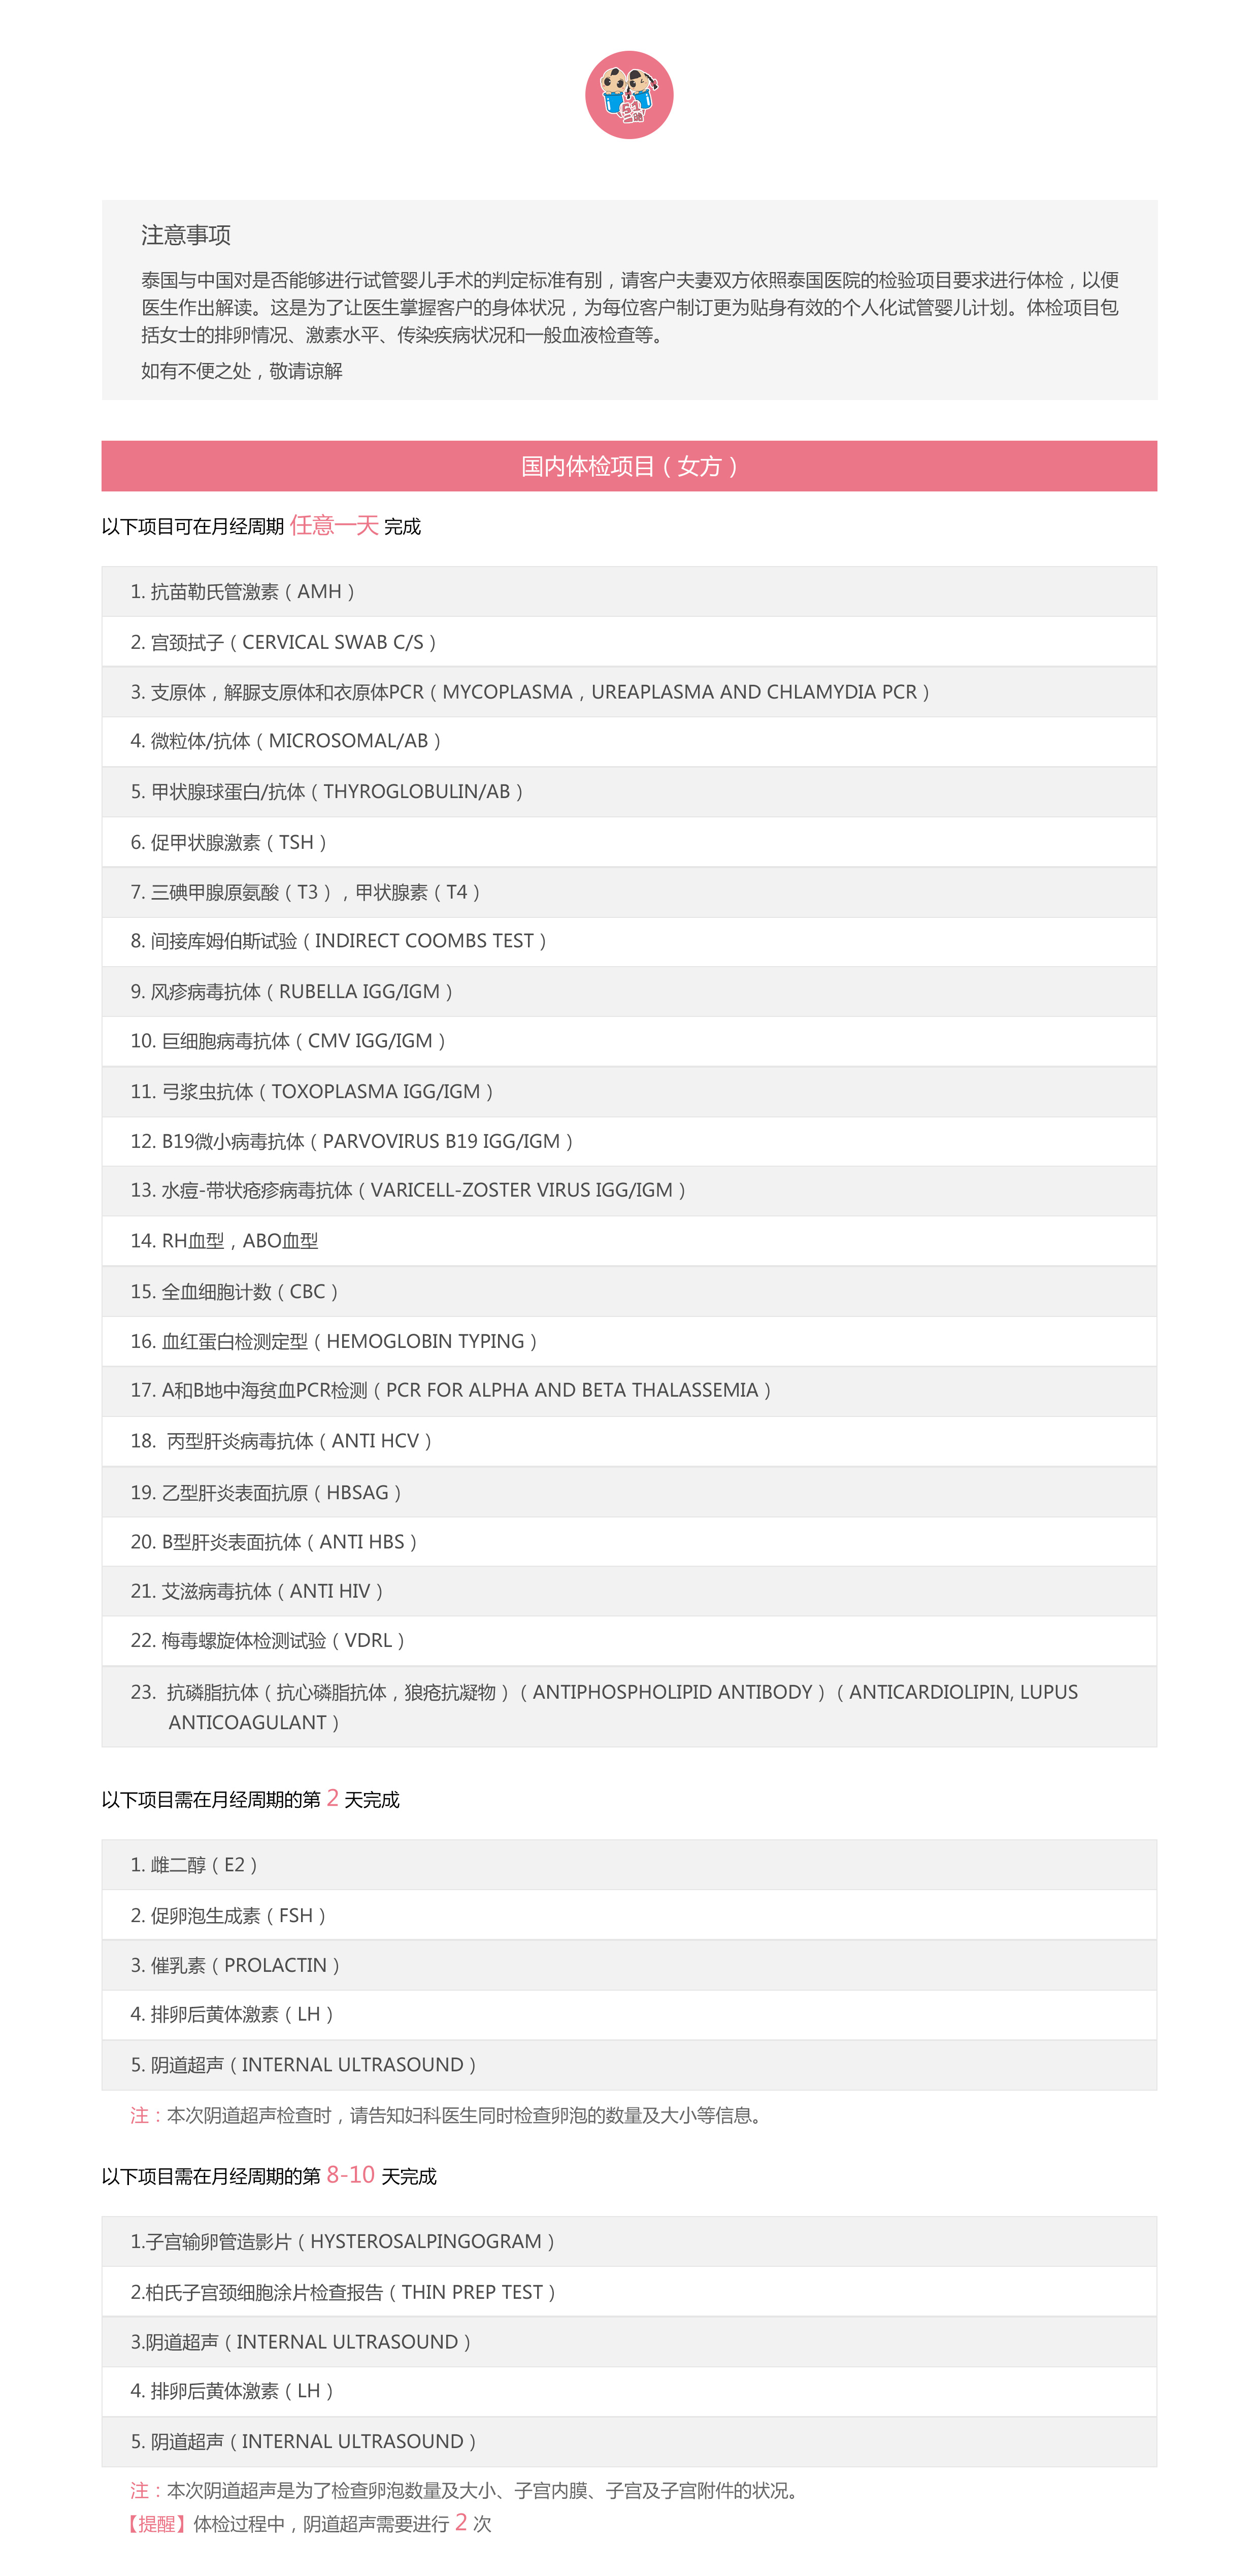 51
二胎
注意事项
泰国与中国对是否能够进行试管婴儿手术的判定标准有别，请客户夫妻双方依照泰国医院的检验项目要求进行体检，以便
医生作出解读。这是为了让医生掌握客户的身体状况，为每位客户制订更为贴身有效的个人化试管婴儿计划。体检项目包
括女士的排卵情况、激素水平、传染疾病状况和一般血液检查等。
如有不便之处，敬请谅解
国内体检项目（女方）
以下项目可在月经周期 任意一天 完成
1. 抗苗勒氏管激素（AMH）
2. 宫颈拭子（CERVICAL SWAB C/S）
3. 支原体，解脲支原体和衣原体PCR（MYCOPLASMA，UREAPLASMA AND CHLAMYDIA PCR）
4. 微粒体/抗体（MICROSOMAL/AB）
5. 甲状腺球蛋白/抗体（THYROGLOBULIN/AB）
6. 促甲状腺激素（TSH）
7. 三碘甲腺原氨酸（T3），甲状腺素（T4）
8. 间接库姆伯斯试验（INDIRECT COOMBS TEST）
9. 风疹病毒抗体（RUBELLA IGG/IGM）
10. 巨细胞病毒抗体（CMV IGG/IGM）
11. 弓浆虫抗体（TOXOPLASMA IGG/IGM）
12. B19微小病毒抗体（PARVOVIRUS B19 IGG/IGM）
13. 水痘-带状疮疹病毒抗体（VARICELL-ZOSTER VIRUS IGG/IGM）
14. RH血型，ABO血型
15. 全血细胞计数（CBC）
16. 血红蛋白检测定型（HEMOGLOBIN TYPING）
17. A和B地中海贫血PCR检测（PCR FOR ALPHA AND BETA THALASSEMIA）
18. 丙型肝炎病毒抗体（ANTI HCV）
19. 乙型肝炎表面抗原（HBSAG）
20. B型肝炎表面抗体（ANTI HBS）
21. 艾滋病毒抗体（ANTI HIV）
22. 梅毒螺旋体检测试验（VDRL）
23. 抗磷脂抗体（抗心磷脂抗体，狼疮抗凝物）（ANTIPHOSPHOLIPID ANTIBODY）（ANTICARDIOLIPIN, LUPUS
ANTICOAGULANT）
以下项目需在月经周期的第 2 天完成
1. 雌二醇（E2）
2. 促卵泡生成素（FSH）
3. 催乳素（PROLACTIN）
4. 排卵后黄体激素（LH）
5. 阴道超声（INTERNAL ULTRASOUND）
注：本次阴道超声检查时，请告知妇科医生同时检查卵泡的数量及大小等信息。
以下项目需在月经周期的第 8-10 天完成
1.子宫输卵管造影片（HYSTEROSALPINGOGRAM）
2.柏氏子宫颈细胞涂片检查报告（THIN PREP TEST）
3.阴道超声（INTERNAL ULTRASOUND）
4. 排卵后黄体激素（LH）
5. 阴道超声（INTERNAL ULTRASOUND）
注：本次阴道超声是为了检查卵泡数量及大小、子宫内膜、子宫及子宫附件的状况。
【提醒】体检过程中，阴道超声需要进行 2 次